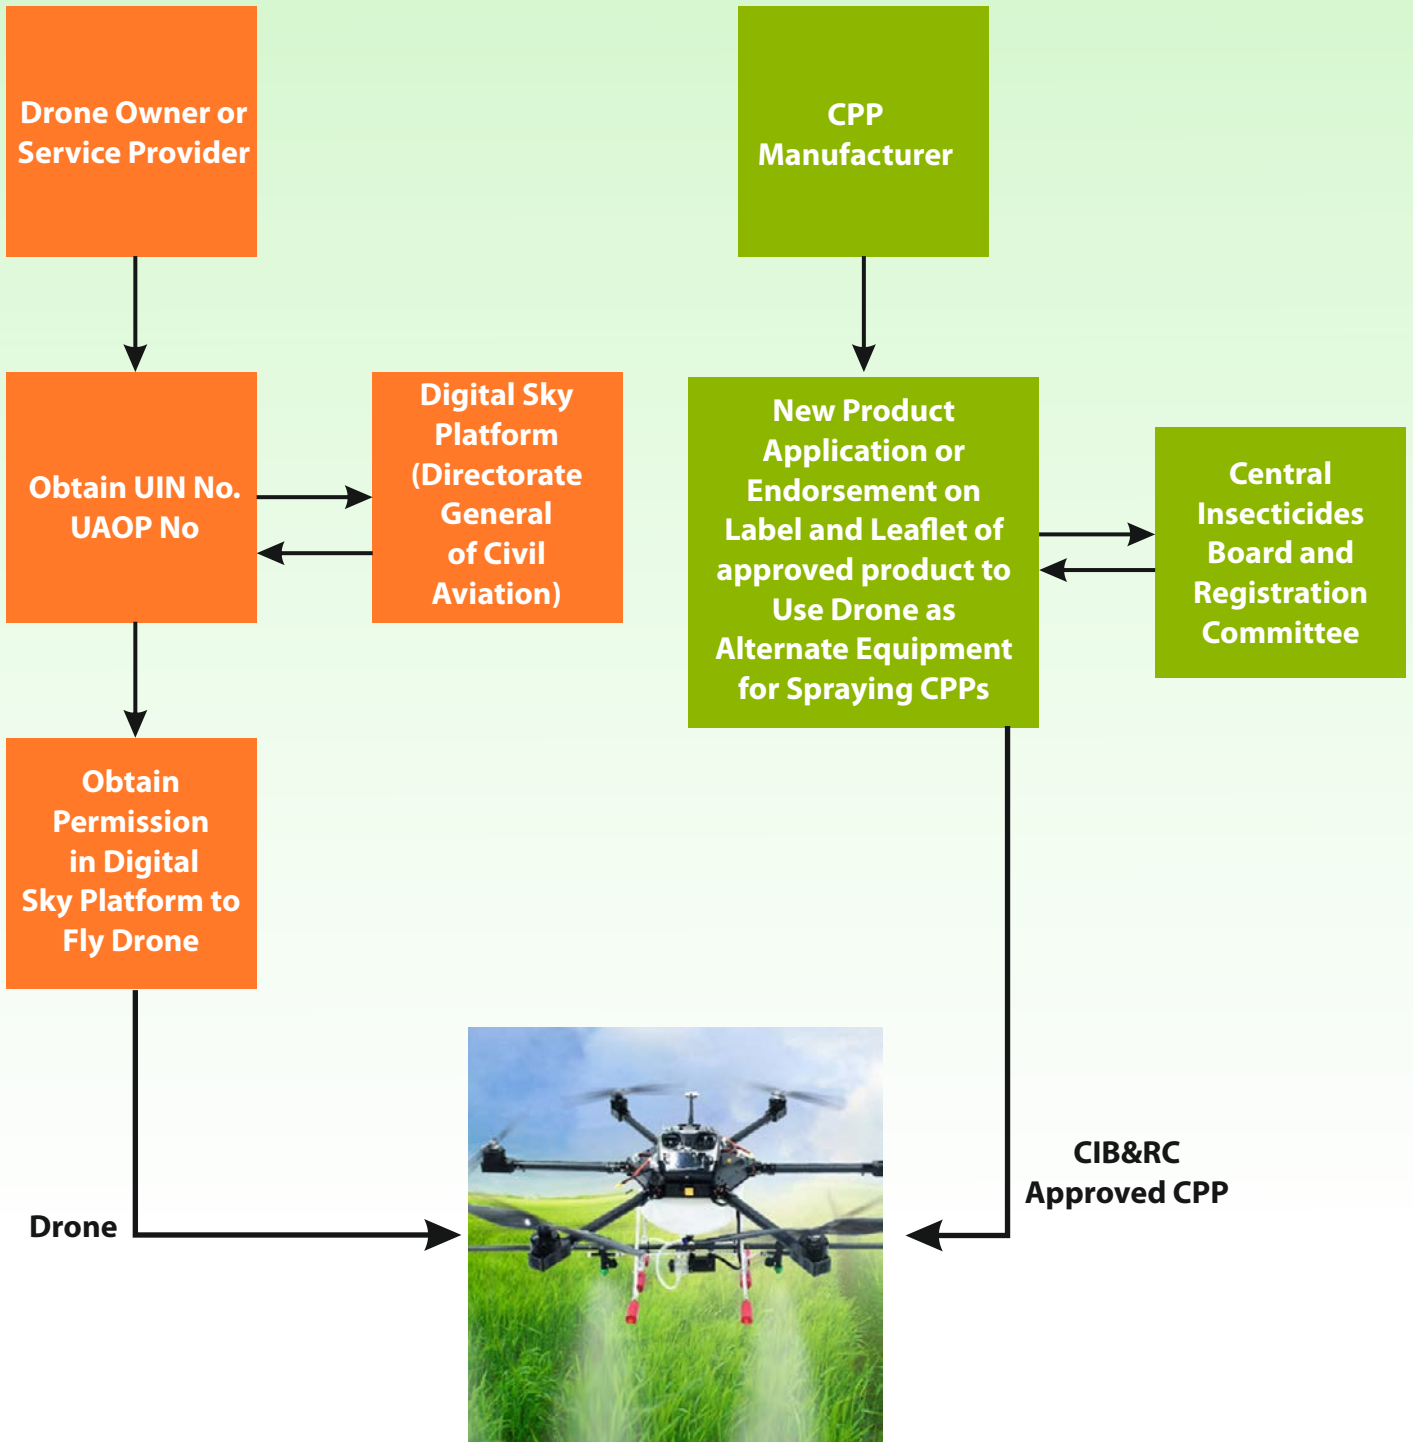 Drone Owner or
Service Provider
CPP
Manufacturer
Obtain UIN No.
UAOP No
Digital Sky
Platform
(Directorate
General
of Civil
Aviation)
New Product
Application or
Endorsement on
Label and Leaflet of
approved product to
Use Drone as
Alternate Equipment
for Spraying CPPs
Central
Insecticides
Board and
Registration
Committee
Obtain
Permission
in Digital
Sky Platform to
Fly Drone
Drone
CIB&RC
Approved CPP